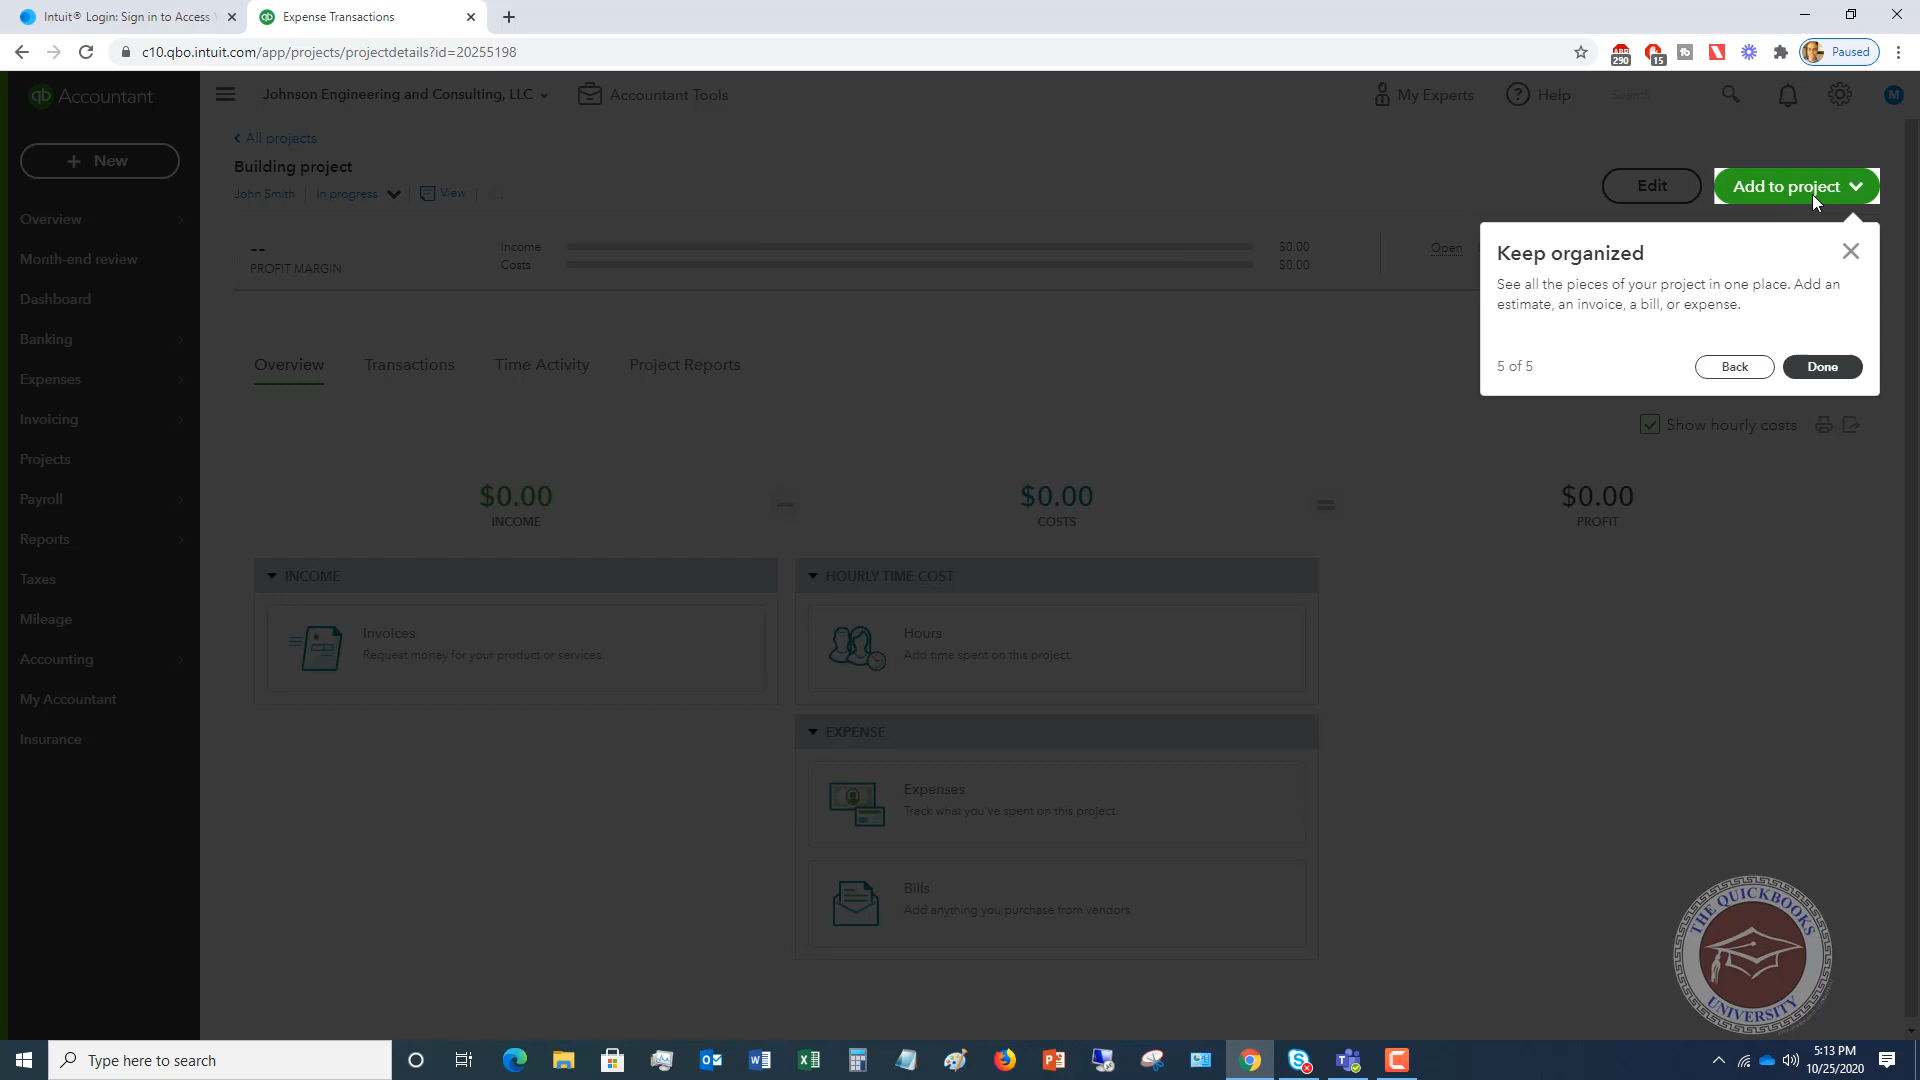 Intuit® Login: Sign in to Access
Expense Transactions
c10.qbo.intuit.com/app/projects/projectdetails?id=20255198
290
15
Paused
qb Accountant
Johnson Engineering and Consulting, LLC
Accountant Tools
My Experts
Help
Search
M
+ New
Overview
Month-end review
Dashboard
Banking
Expenses
Invoicing
Projects
Payroll
Reports
Taxes
Mileage
Accounting
My Accountant
Insurance
All projects
Building project
John Smith
In progress
View
Edit
Add to project
--
PROFIT MARGIN
Income
$0.00
Costs
$0.00
Open
Keep organized
See all the pieces of your project in one place. Add an
estimate, an invoice, a bill, or expense.
5 of 5
Back
Done
Overview
Transactions
Time Activity
Project Reports
Show hourly costs
$0.00
INCOME
$0.00
COSTS
$0.00
PROFIT
INCOME
Invoices
Request money for your product or services.
HOURLY TIME COST
Hours
Add time spent on this project.
EXPENSE
Expenses
Track what you've spent on this project.
Bills
Add anything you purchase from vendors
THE QUICKBOOKS
UNIVERSITY
Type here to search
5:13 PM
10/25/2020